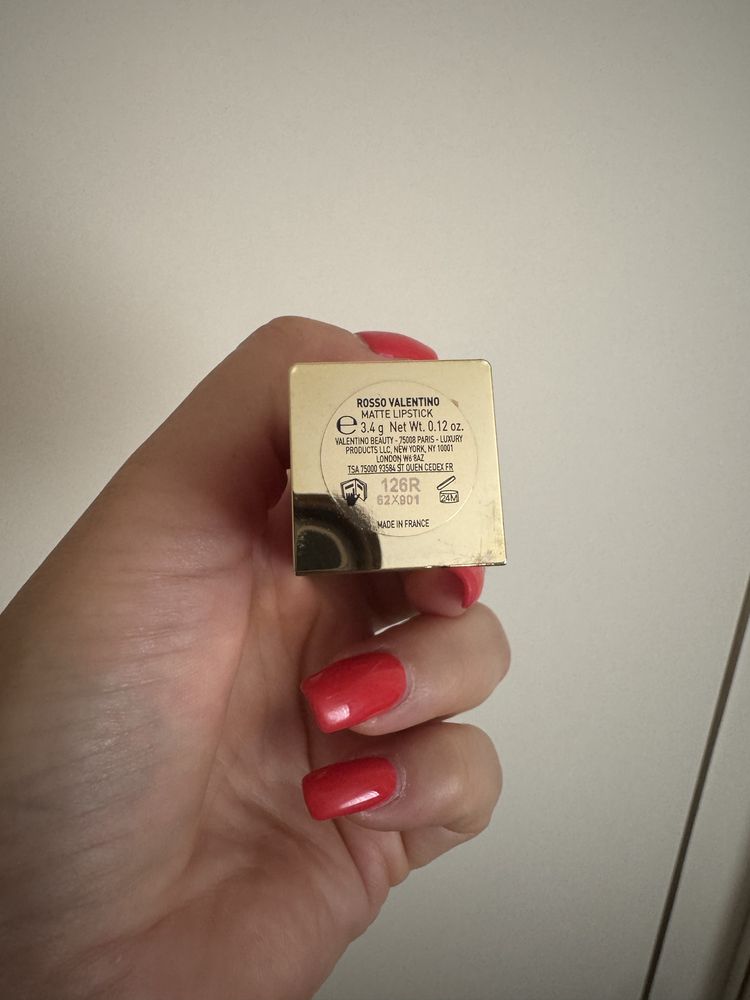 ROSSO VALENTINO
MATTE LIPSTICK
e 3.4 g Net Wt. 0.12 oz.
VALENTINO BEAUTY - 75008 PARIS - LUXURY
PRODUCTS LLC, NEW YORK, NY 10001
LONDON W6 8AZ
TSA 75000 93584 ST OUEN CEDEX FR
126R
62X901
24M
MADE IN FRANCE